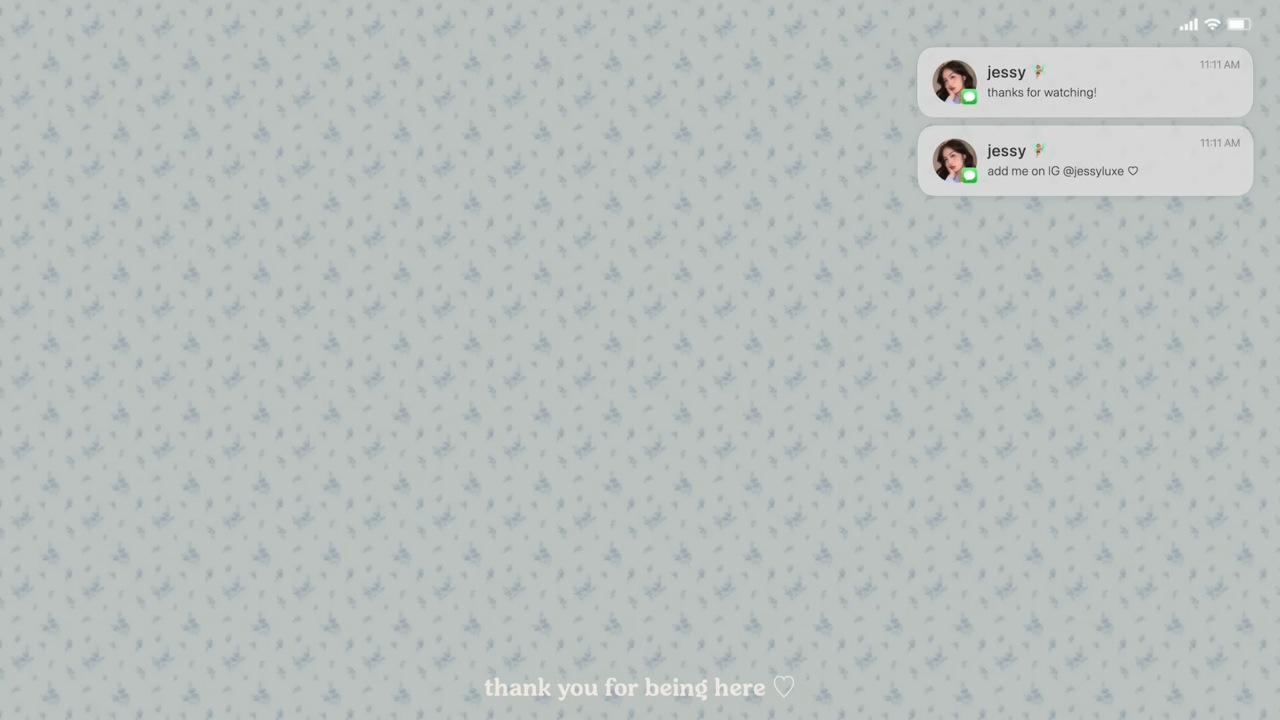 jessy 🧚 11:11 AM
thanks for watching!
jessy 🧚 11:11 AM
add me on IG @jessyluxe ♡
thank you for being here ♡